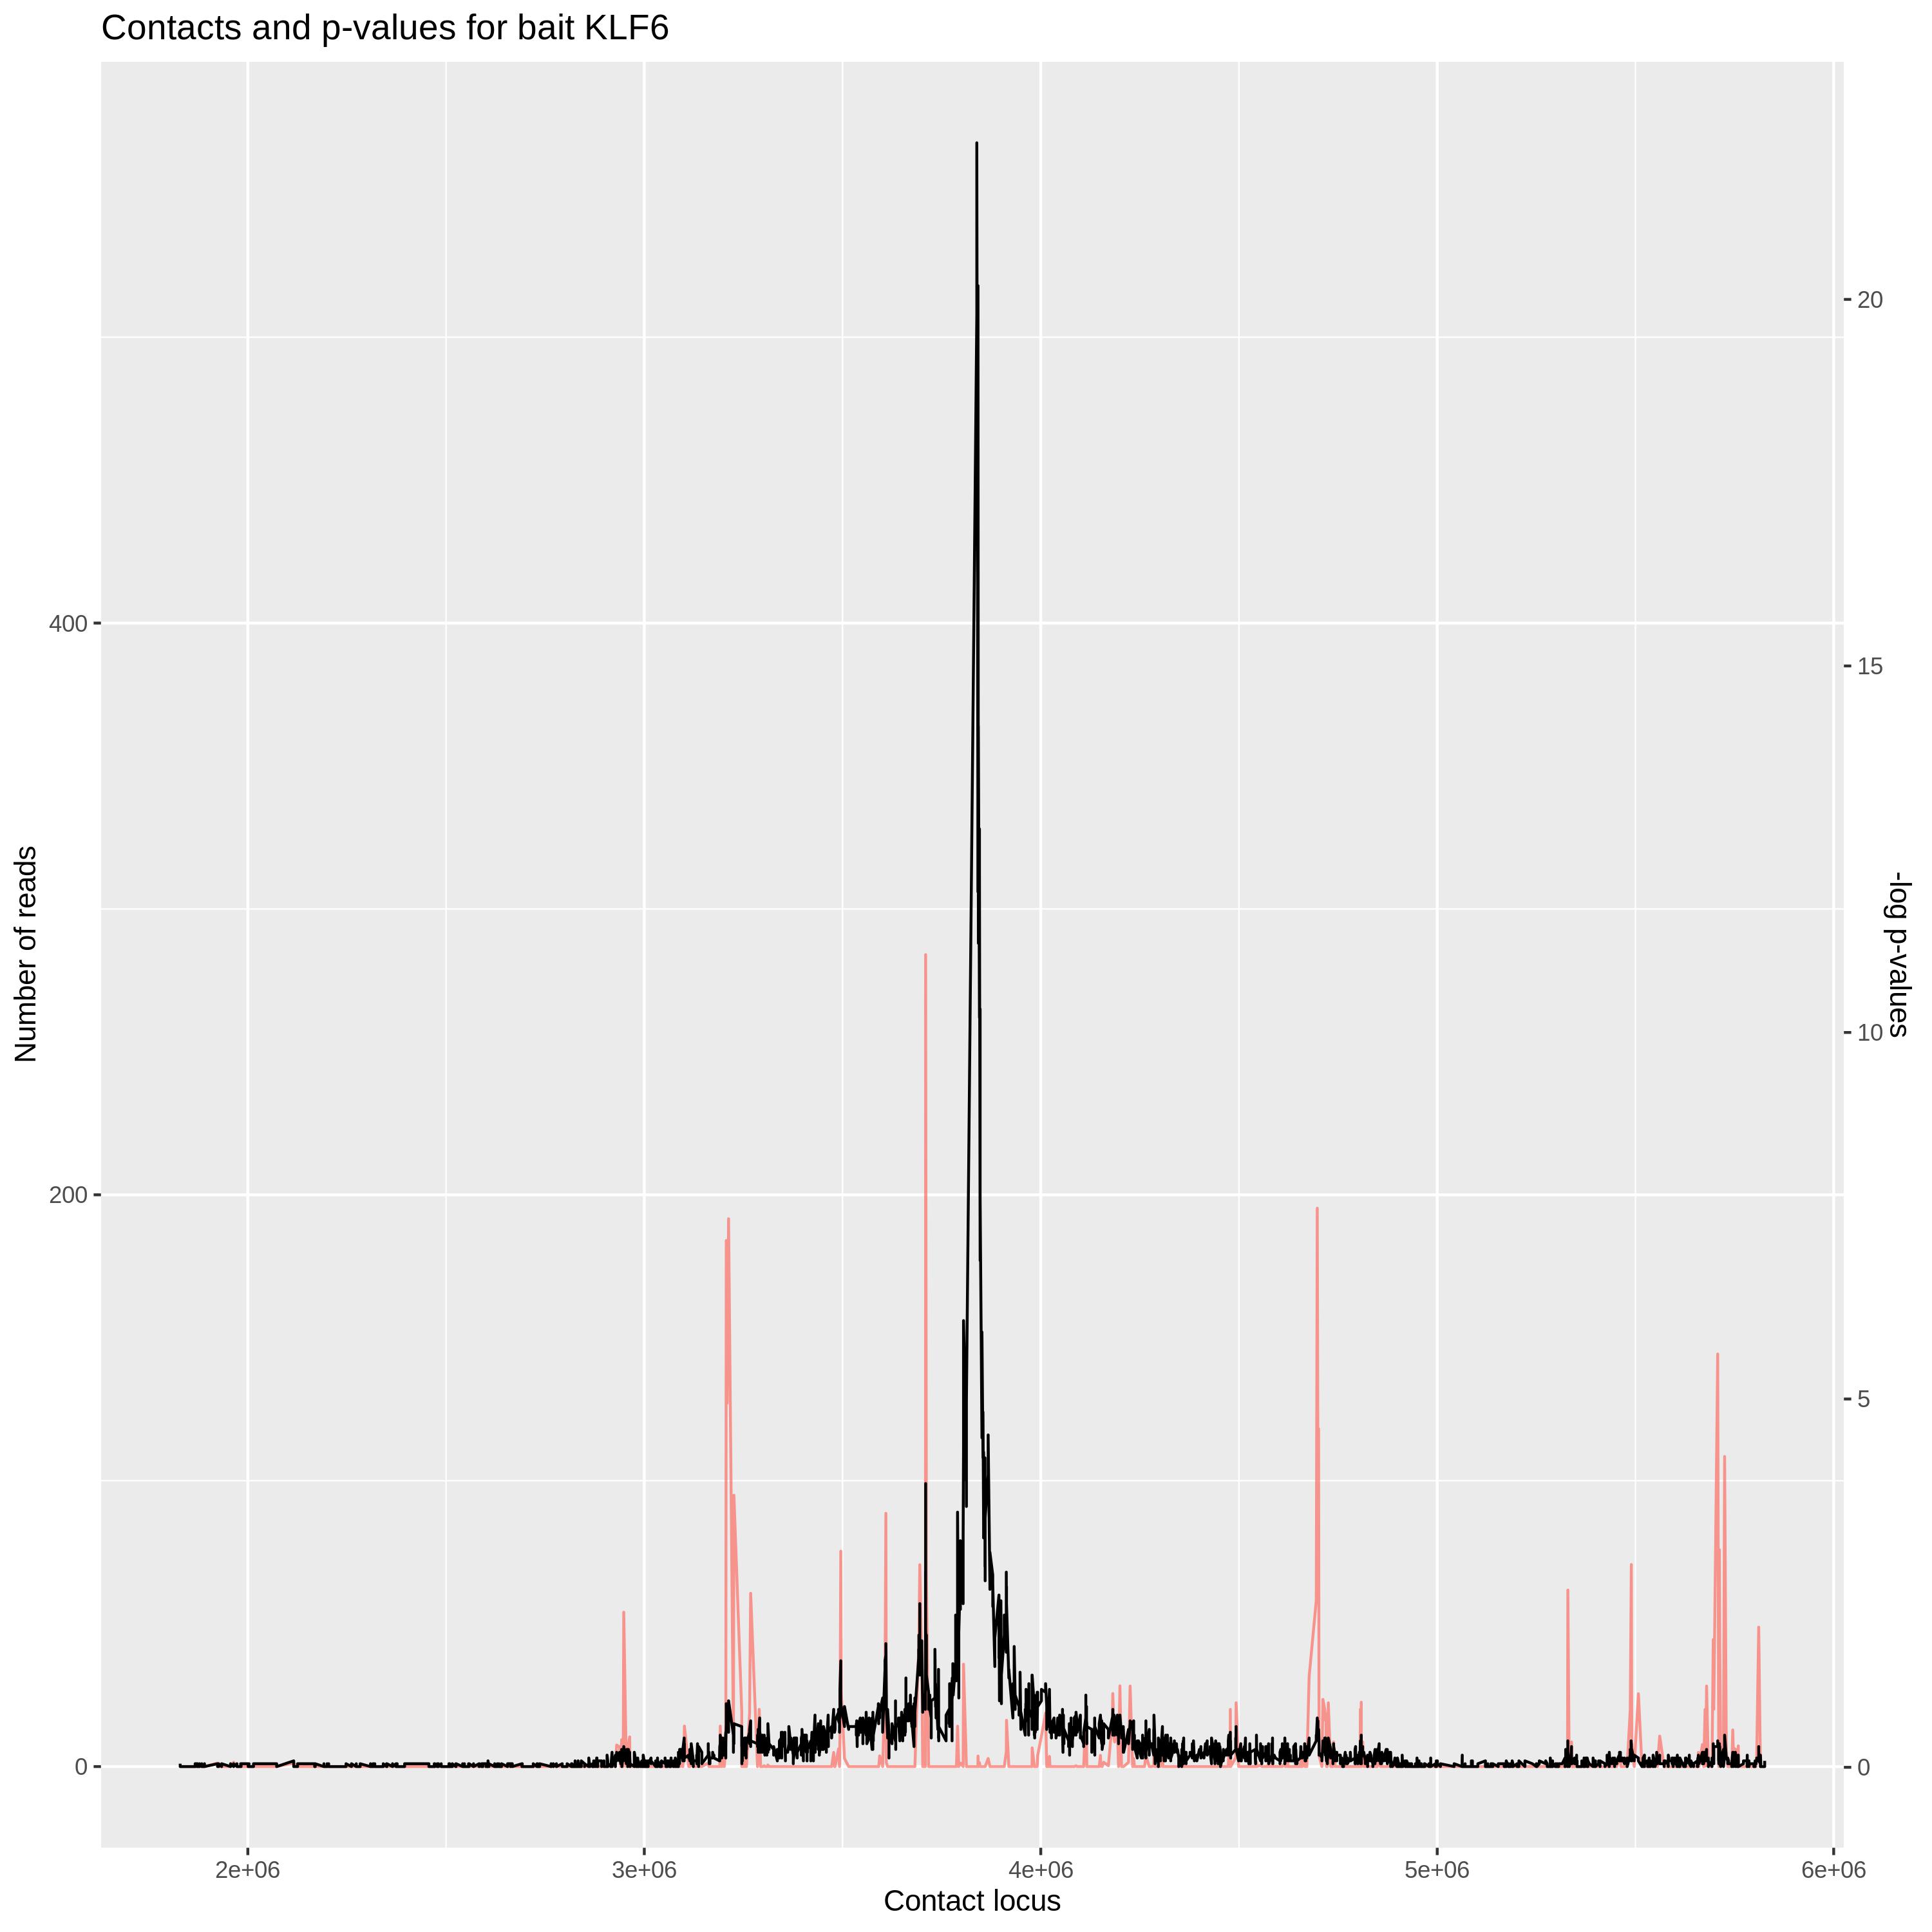 Contacts and p-values for bait KLF6
Number of reads
400
200
0
20
15
10
5
0
-log p-values
2e+06
3e+06
4e+06
5e+06
6e+06
Contact locus